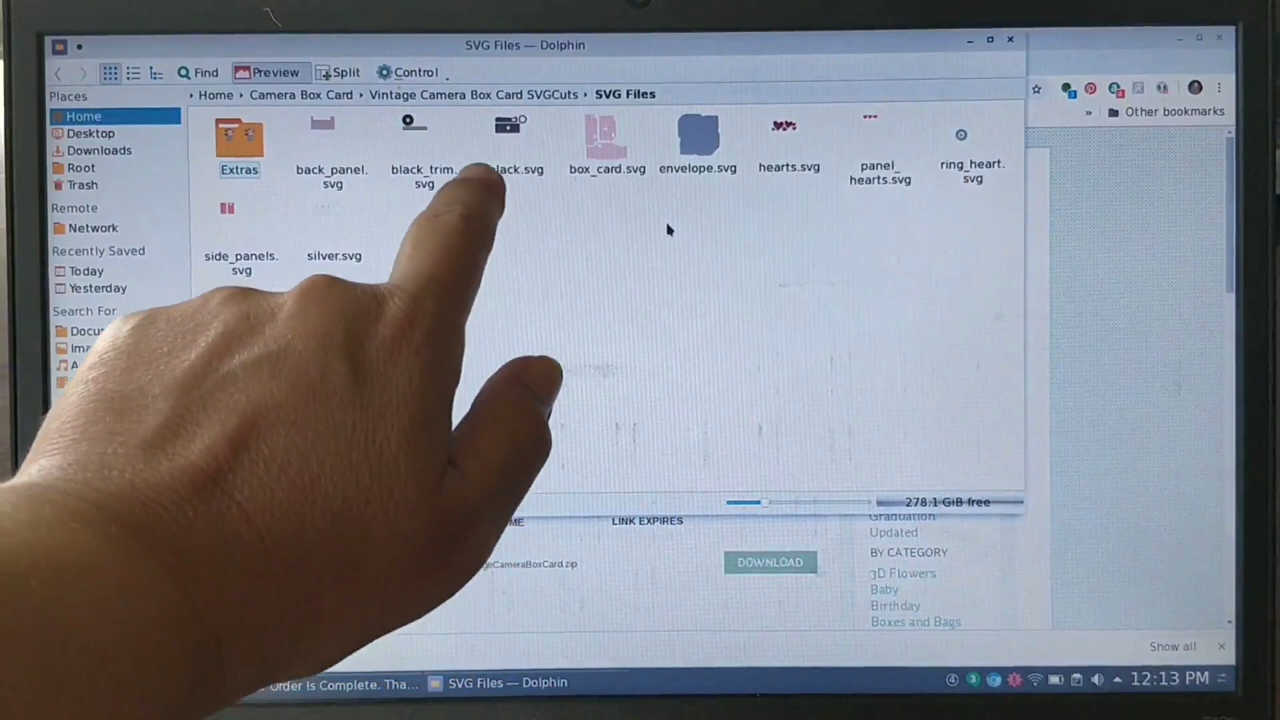 SVG Files — Dolphin
Find Preview Split Control
Places
Home › Camera Box Card › Vintage Camera Box Card SVGCuts › SVG Files
Other bookmarks
Home
Desktop
Downloads
Root
Trash
Remote
Network
Recently Saved
Today
Yesterday
Search For
Extras
back_panel.
svg
black_trim.
svg
lack.svg
box_card.svg
envelope.svg
hearts.svg
panel_
hearts.svg
ring_heart.
svg
side_panels.
svg
silver.svg
278.1 GiB free
LINK EXPIRES
DOWNLOAD
geCameraBoxCard.zip
Graduation
Updated
BY CATEGORY
3D Flowers
Baby
Birthday
Boxes and Bags
Show all
Order Is Complete. Tha...
SVG Files — Dolphin
12:13 PM